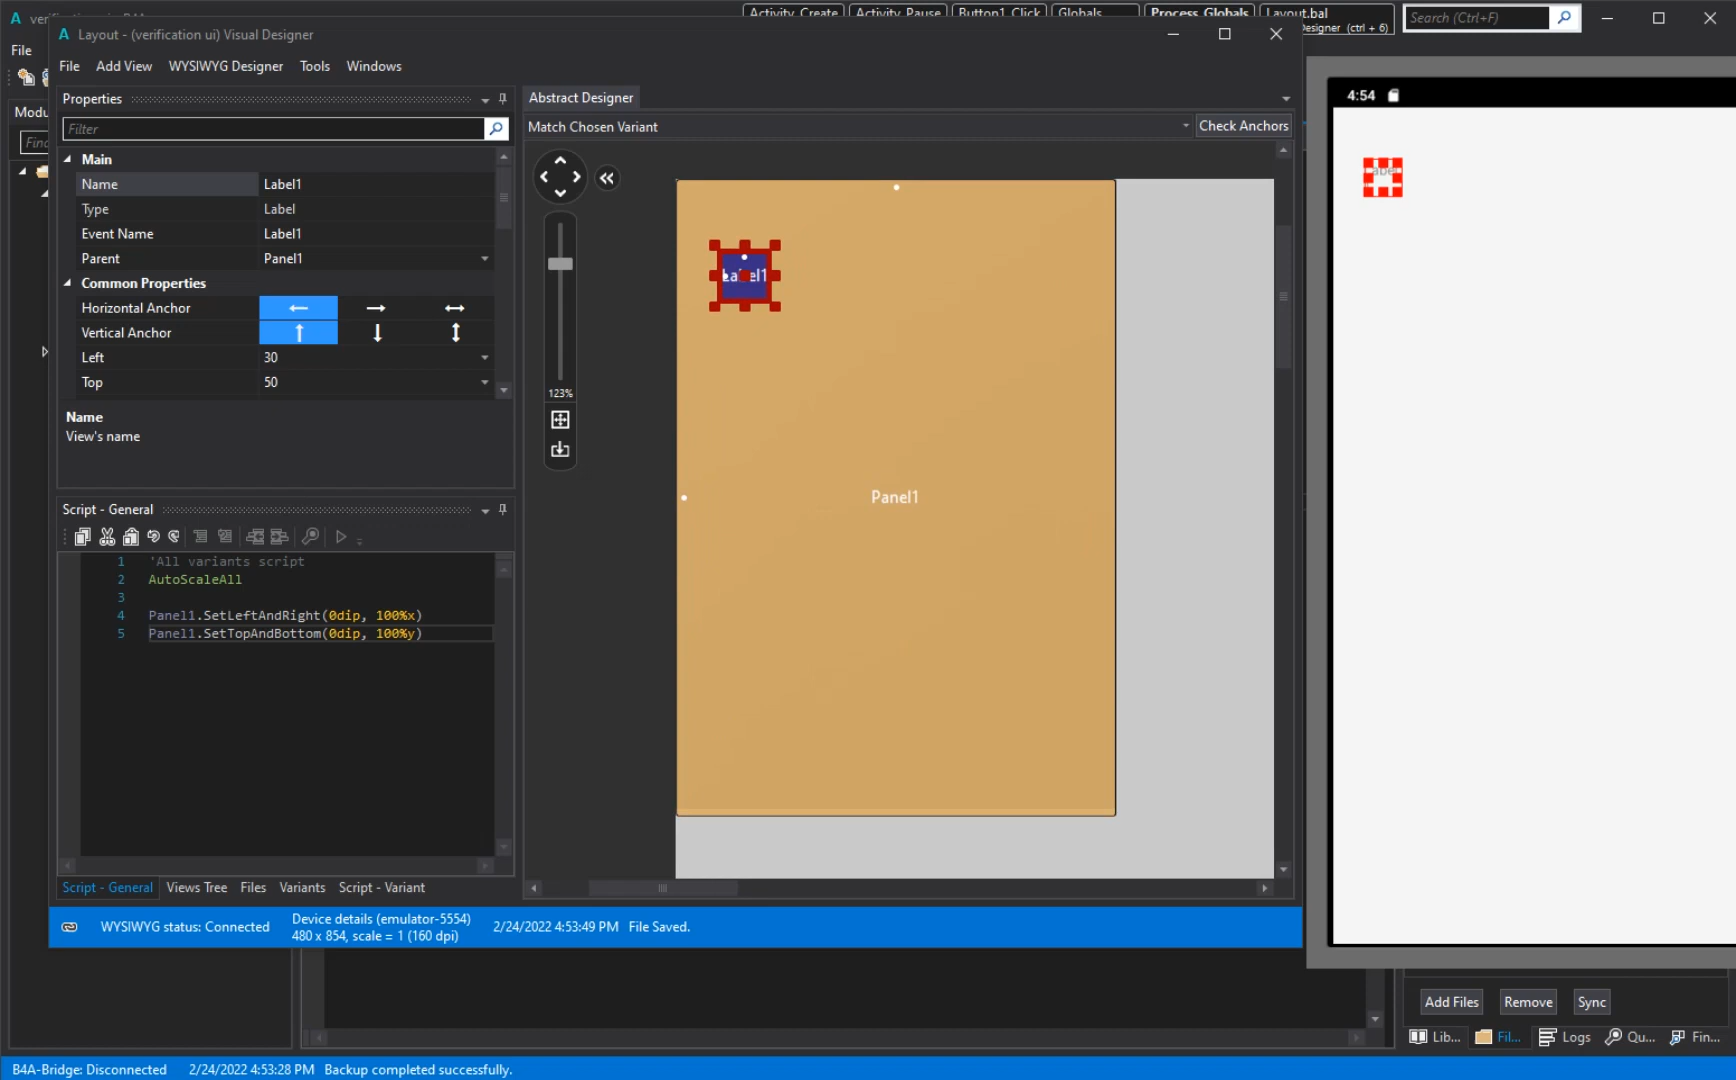 Activity_Create
Activity_Pause
Button1_Click
Globals
Process_Globals
Layout.bal
Designer (ctrl + 6)
Search (Ctrl+F)
File
Layout - (verification ui) Visual Designer
File
Add View
WYSIWYG Designer
Tools
Windows
Properties
Abstract Designer
Filter
Match Chosen Variant
Check Anchors
4:54
Main
Name
Label1
Type
Label
Event Name
Label1
Parent
Panel1
Common Properties
Horizontal Anchor
Vertical Anchor
Left
30
Top
50
Name
View's name
123%
Label1
Panel1
Script - General
1 'All variants script
2 AutoScaleAll
3
4 Panel1.SetLeftAndRight(0dip, 100%x)
5 Panel1.SetTopAndBottom(0dip, 100%y)
Script - General
Views Tree
Files
Variants
Script - Variant
WYSIWYG status: Connected
Device details (emulator-5554)
480 x 854, scale = 1 (160 dpi)
2/24/2022 4:53:49 PM File Saved.
Add Files
Remove
Sync
Lib...
Fil...
Logs
Qu...
Fin...
B4A-Bridge: Disconnected
2/24/2022 4:53:28 PM Backup completed successfully.